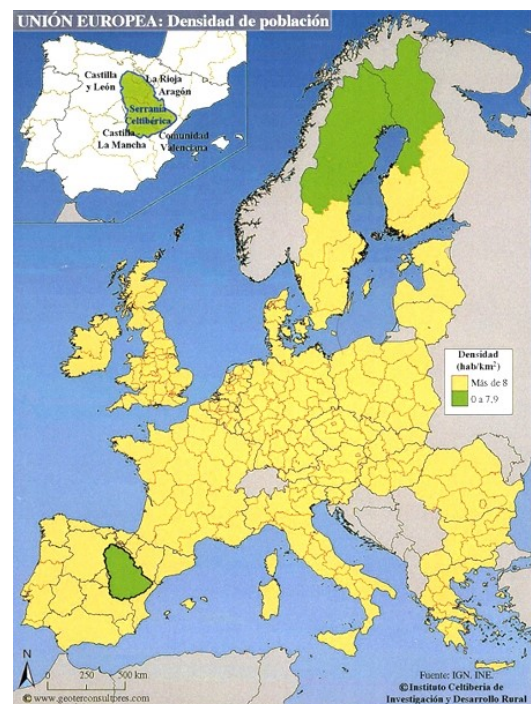 UNIÓN EUROPEA: Densidad de población
Castilla
y León
La Rioja
Aragón
Serranía
Celtibérica
Castilla
La Mancha
Comunidad
Valenciana
Densidad
(hab/km²)
Más de 8
0 a 7,9
N
0 250 500 km
© www.geoterconsultpres.com
Fuente: IGN. INE.
© Instituto Celtiberia de
Investigación y Desarrollo Rural